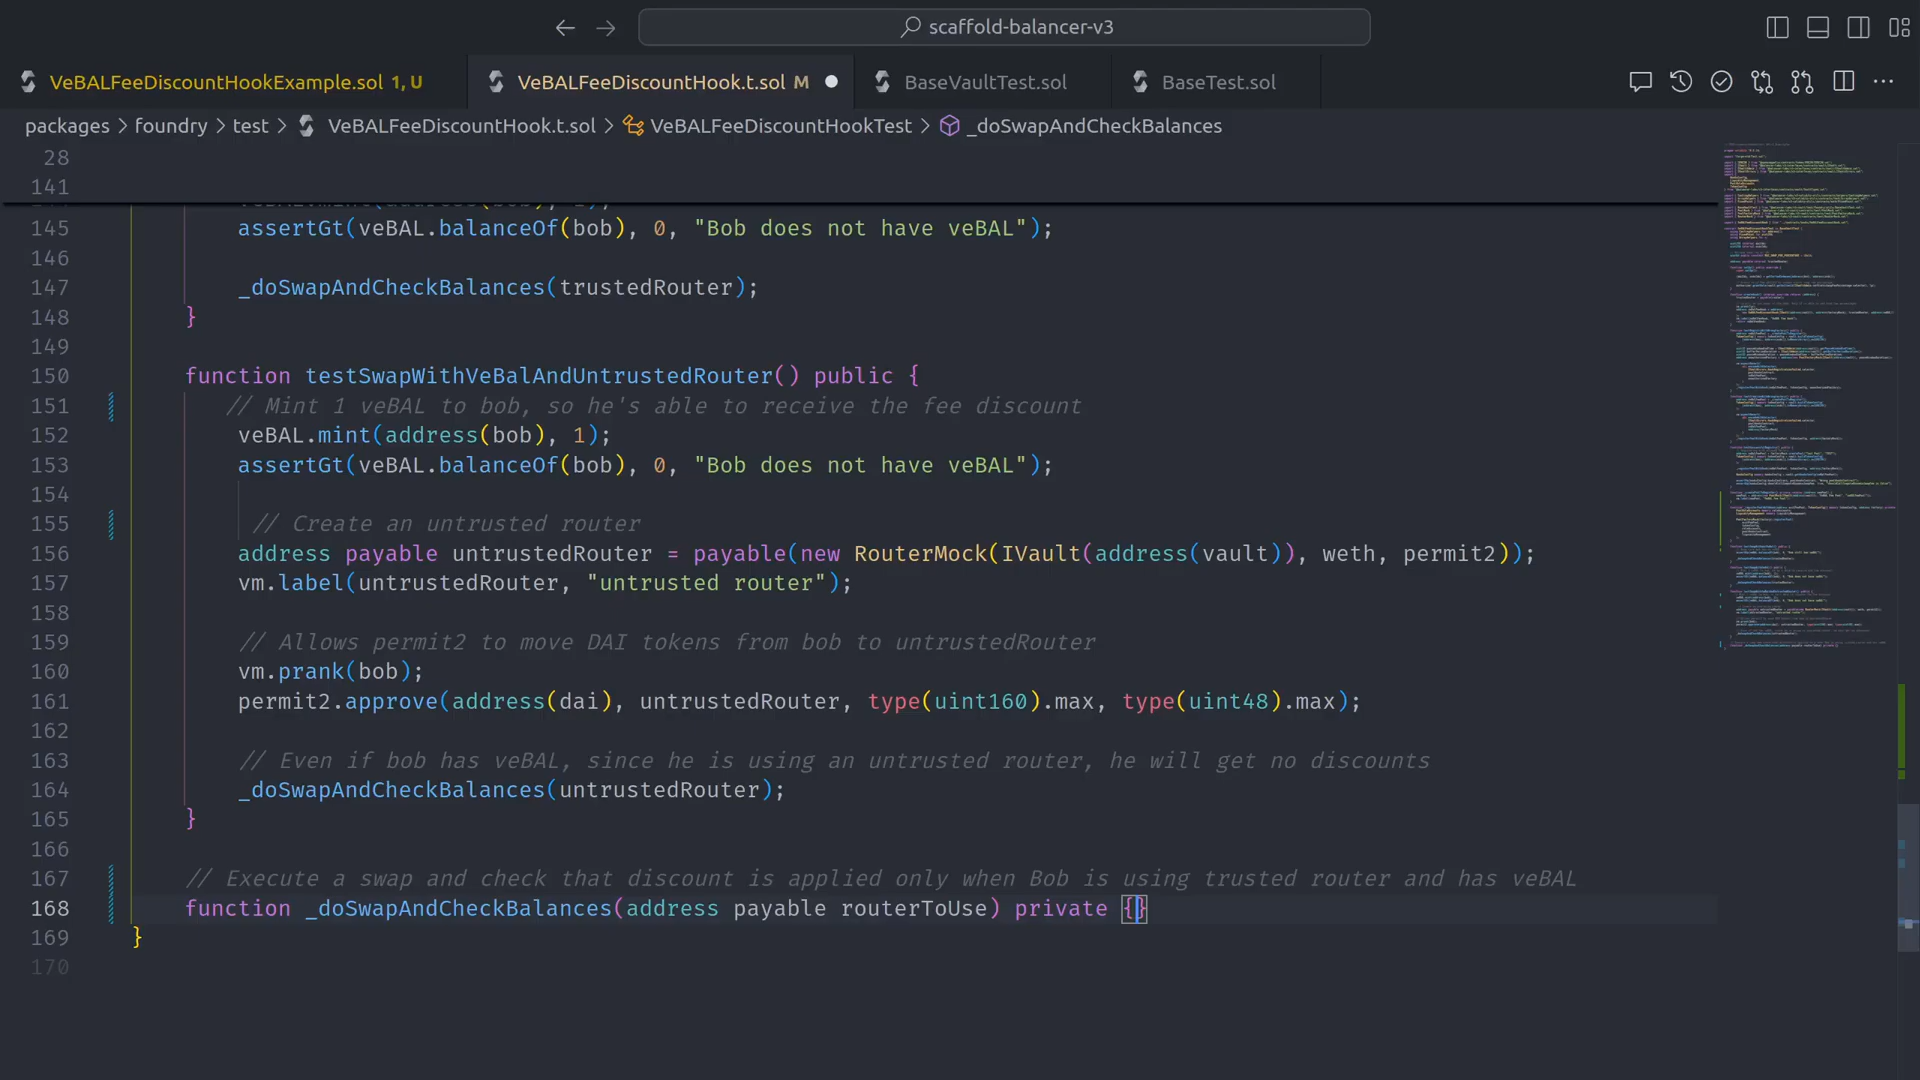 scaffold-balancer-v3
VeBALFeeDiscountHookExample.sol 1, U
VeBALFeeDiscountHook.t.sol M
BaseVaultTest.sol
BaseTest.sol
packages > foundry > test > VeBALFeeDiscountHook.t.sol > VeBALFeeDiscountHookTest > _doSwapAndCheckBalances
28
141
145 assertGt(veBAL.balanceOf(bob), 0, "Bob does not have veBAL");
146
147 _doSwapAndCheckBalances(trustedRouter);
148 }
149
150 function testSwapWithVeBalAndUntrustedRouter() public {
151 // Mint 1 veBAL to bob, so he's able to receive the fee discount
152 veBAL.mint(address(bob), 1);
153 assertGt(veBAL.balanceOf(bob), 0, "Bob does not have veBAL");
154
155 // Create an untrusted router
156 address payable untrustedRouter = payable(new RouterMock(IVault(address(vault)), weth, permit2));
157 vm.label(untrustedRouter, "untrusted router");
158
159 // Allows permit2 to move DAI tokens from bob to untrustedRouter
160 vm.prank(bob);
161 permit2.approve(address(dai), untrustedRouter, type(uint160).max, type(uint48).max);
162
163 // Even if bob has veBAL, since he is using an untrusted router, he will get no discounts
164 _doSwapAndCheckBalances(untrustedRouter);
165 }
166
167 // Execute a swap and check that discount is applied only when Bob is using trusted router and has veBAL
168 function _doSwapAndCheckBalances(address payable routerToUse) private {}
169 }
170